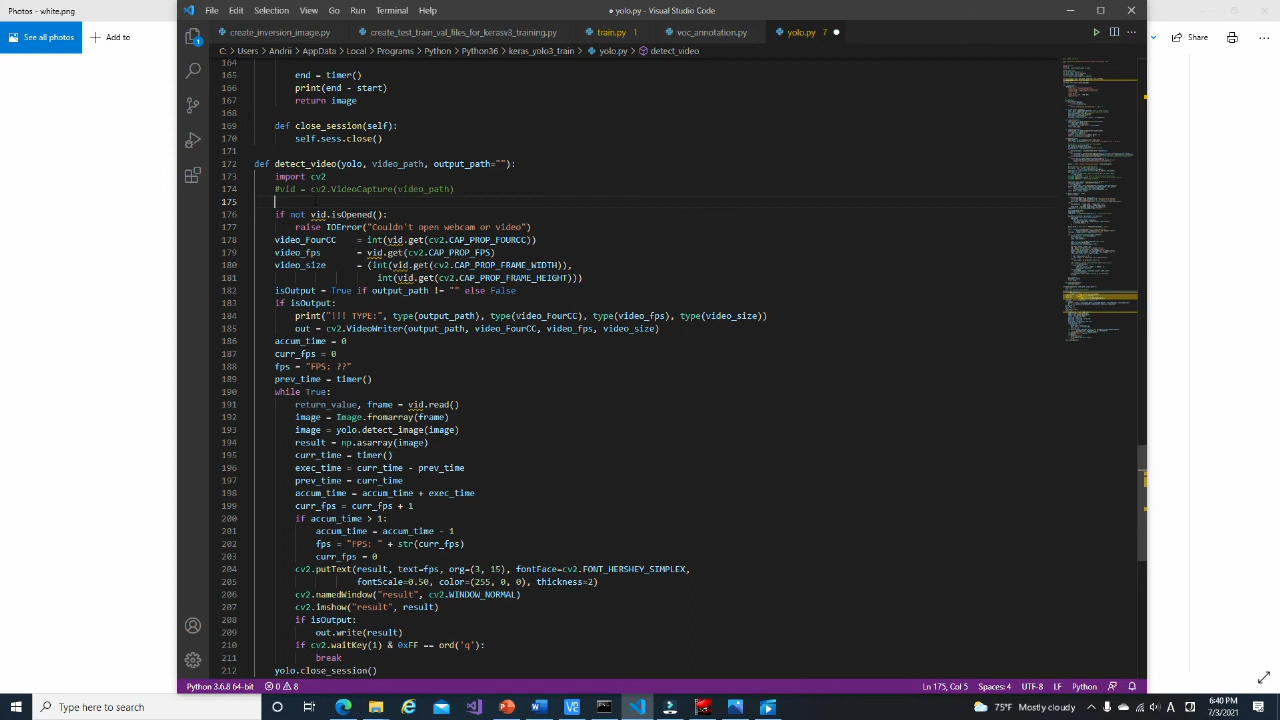 Photos - white.png
File Edit Selection View Go Run Terminal Help
● yolo.py - Visual Studio Code
See all photos
Add to
create_inversion_image.py
create_test_train_val_files_for_kerasv3_training.py
train.py 1
voc_annotation.py
yolo.py 7
Share
C: > Users > Andrii > AppData > Local > Programs > Python > Python36 > keras_yolo3_train > yolo.py > detect_video
164
165 end = timer()
166 print(end - start)
167 return image
168
169 def close_session(self):
170 self.sess.close()
171
172 def detect_video(yolo, video_path, output_path=""):
173 import cv2
174 #vid = cv2.VideoCapture(video_path)
175
176 if not vid.isOpened():
177 raise IOError("Couldn't open webcam or video")
178 video_FourCC = int(vid.get(cv2.CAP_PROP_FOURCC))
179 video_fps = vid.get(cv2.CAP_PROP_FPS)
180 video_size = (int(vid.get(cv2.CAP_PROP_FRAME_WIDTH)),
181 int(vid.get(cv2.CAP_PROP_FRAME_HEIGHT)))
182 isOutput = True if output_path != "" else False
183 if isOutput:
184 print("!!! TYPE:", type(output_path), type(video_FourCC), type(video_fps), type(video_size))
185 out = cv2.VideoWriter(output_path, video_FourCC, video_fps, video_size)
186 accum_time = 0
187 curr_fps = 0
188 fps = "FPS: ??"
189 prev_time = timer()
190 while True:
191 return_value, frame = vid.read()
192 image = Image.fromarray(frame)
193 image = yolo.detect_image(image)
194 result = np.asarray(image)
195 curr_time = timer()
196 exec_time = curr_time - prev_time
197 prev_time = curr_time
198 accum_time = accum_time + exec_time
199 curr_fps = curr_fps + 1
200 if accum_time > 1:
201 accum_time = accum_time - 1
202 fps = "FPS: " + str(curr_fps)
203 curr_fps = 0
204 cv2.putText(result, text=fps, org=(3, 15), fontFace=cv2.FONT_HERSHEY_SIMPLEX,
205 fontScale=0.50, color=(255, 0, 0), thickness=2)
206 cv2.namedWindow("result", cv2.WINDOW_NORMAL)
207 cv2.imshow("result", result)
208 if isOutput:
209 out.write(result)
210 if cv2.waitKey(1) & 0xFF == ord('q'):
211 break
212 yolo.close_session()
Python 3.6.8 64-bit 0 8
Ln 175, Col 5 Spaces: 4 UTF-8 LF Python
Type here to search
75°F Mostly cloudy
6:40 PM
7/3/2021